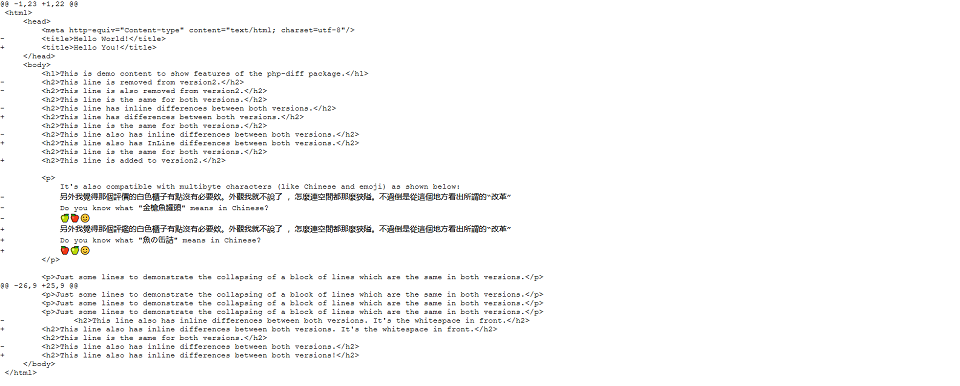 @@ -1,23 +1,22 @@
 <html>
     <head>
         <meta http-equiv="Content-type" content="text/html; charset=utf-8"/>
-        <title>Hello World!</title>
+        <title>Hello You!</title>
     </head>
     <body>
         <h1>This is demo content to show features of the php-diff package.</h1>
-        <h2>This line is removed from version2.</h2>
-        <h2>This line is also removed from version2.</h2>
         <h2>This line is the same for both versions.</h2>
-        <h2>This line has inline differences between both versions.</h2>
+        <h2>This line has differences between both versions.</h2>
         <h2>This line is the same for both versions.</h2>
-        <h2>This line also has inline differences between both versions.</h2>
+        <h2>This line also has InLine differences between both versions.</h2>
         <h2>This line is the same for both versions.</h2>
+        <h2>This line is added to version2.</h2>
         <p>
             It's also compatible with multibyte characters (like Chinese and emoji) as shown below:
-            另外我覺得那個評價的白色櫃子有點沒有必要欸。外觀我就不說了 ，怎麼連空間都那麼狹隘。不過倒是從這個地方看出所謂的“改革”
-            Do you know what "金槍魚罐頭" means in Chinese?
-            🍏🍎🙂
+            另外我覺得那個評鑑的白色櫃子有點沒有必要欸。外觀我就不說了 ，怎麼連空間都那麼狹隘。不過倒是從這個地方看出所謂的“改革”
+            Do you know what "魚の缶詰" means in Chinese?
+            🍎🍏🙂
         </p>
         <p>Just some lines to demonstrate the collapsing of a block of lines which are the same in both versions.</p>
@@ -26,9 +25,9 @@
         <p>Just some lines to demonstrate the collapsing of a block of lines which are the same in both versions.</p>
         <p>Just some lines to demonstrate the collapsing of a block of lines which are the same in both versions.</p>
         <p>Just some lines to demonstrate the collapsing of a block of lines which are the same in both versions.</p>
-                <h2>This line also has inline differences between both versions. It's the whitespace in front.</h2>
+        <h2>This line also has inline differences between both versions. It's the whitespace in front.</h2>
         <h2>This line is the same for both versions.</h2>
-        <h2>This line also has inline differences between both versions.</h2>
+        <h2>This line also has inline differences between both versions!</h2>
     </body>
 </html>